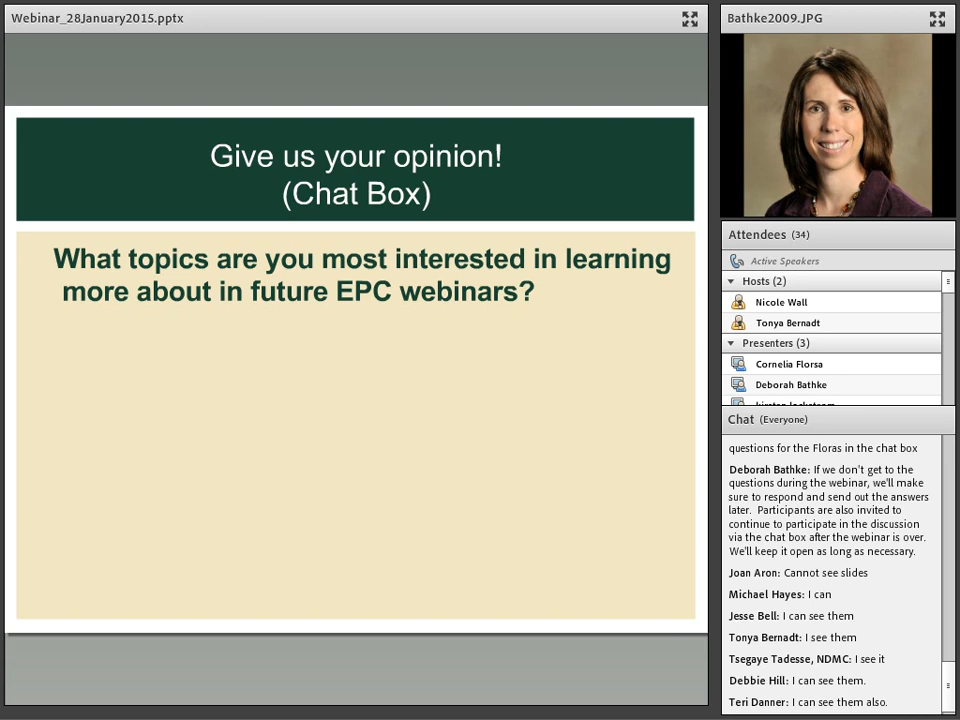 Webinar_28January2015.pptx
Give us your opinion!
(Chat Box)
What topics are you most interested in learning
more about in future EPC webinars?
Bathke2009.JPG
Attendees (34)
Active Speakers
Hosts (2)
Nicole Wall
Tonya Bernadt
Presenters (3)
Cornelia Florsa
Deborah Bathke
Chat (Everyone)
questions for the Floras in the chat box
Deborah Bathke: If we don't get to the
questions during the webinar, we'll make
sure to respond and send out the answers
later. Participants are also invited to
continue to participate in the discussion
via the chat box after the webinar is over.
We'll keep it open as long as necessary.
Joan Aron: Cannot see slides
Michael Hayes: I can
Jesse Bell: I can see them
Tonya Bernadt: I see them
Tsegaye Tadesse, NDMC: I see it
Debbie Hill: I can see them.
Teri Danner: I can see them also.